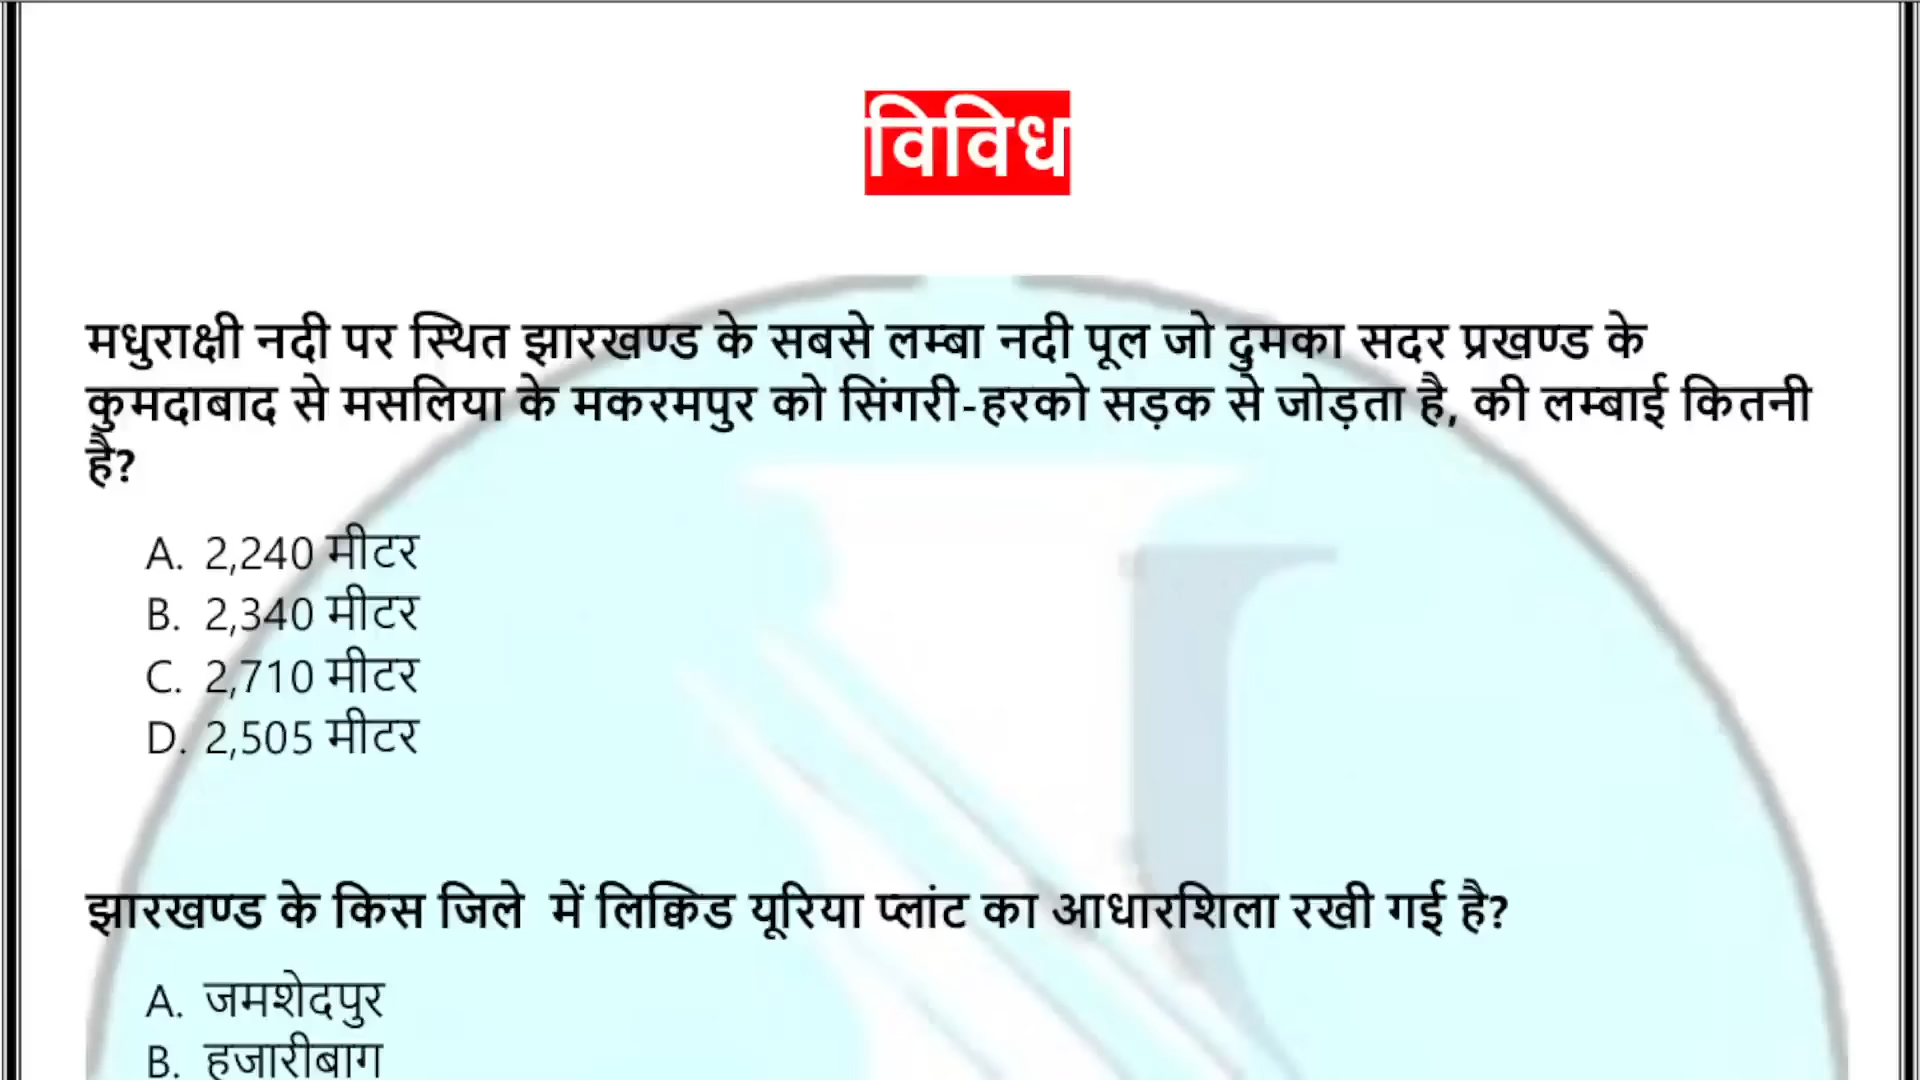 विविध
मधुराक्षी नदी पर स्थित झारखण्ड के सबसे लम्बा नदी पूल जो दुमका सदर प्रखण्ड के
कुमदाबाद से मसलिया के मकरमपुर को सिंगरी-हरको सड़क से जोड़ता है, की लम्बाई कितनी
है?
A. 2,240 मीटर
B. 2,340 मीटर
C. 2,710 मीटर
D. 2,505 मीटर
झारखण्ड के किस जिले में लिक्विड यूरिया प्लांट का आधारशिला रखी गई है?
A. जमशेदपुर
B. हजारीबाग